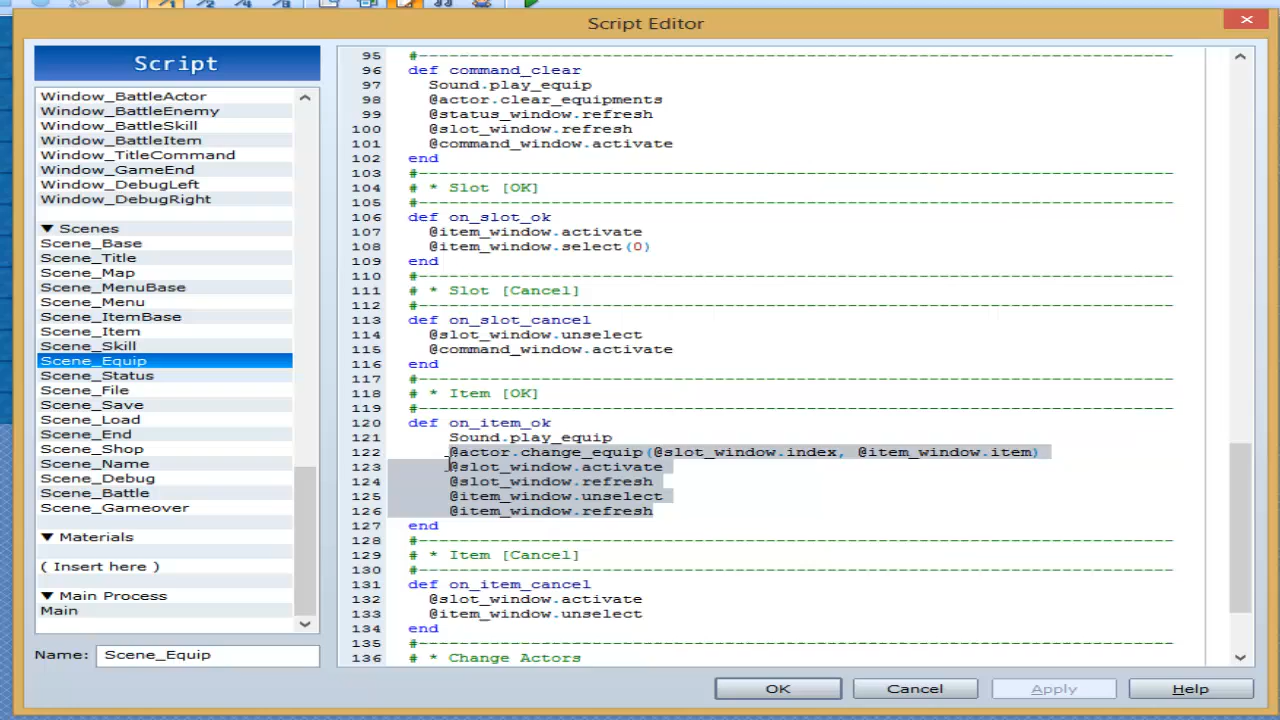 Script Editor
Script
Window_BattleActor
Window_BattleEnemy
Window_BattleSkill
Window_BattleItem
Window_TitleCommand
Window_GameEnd
Window_DebugLeft
Window_DebugRight
▼ Scenes
Scene_Base
Scene_Title
Scene_Map
Scene_MenuBase
Scene_Menu
Scene_ItemBase
Scene_Item
Scene_Skill
Scene_Equip
Scene_Status
Scene_File
Scene_Save
Scene_Load
Scene_End
Scene_Shop
Scene_Name
Scene_Debug
Scene_Battle
Scene_Gameover
▼ Materials
( Insert here )
▼ Main Process
Main
Name: Scene_Equip
95 #--------------------------------------------------------------------------
96 def command_clear
97 Sound.play_equip
98 @actor.clear_equipments
99 @status_window.refresh
100 @slot_window.refresh
101 @command_window.activate
102 end
103 #--------------------------------------------------------------------------
104 # * Slot [OK]
105 #--------------------------------------------------------------------------
106 def on_slot_ok
107 @item_window.activate
108 @item_window.select(0)
109 end
110 #--------------------------------------------------------------------------
111 # * Slot [Cancel]
112 #--------------------------------------------------------------------------
113 def on_slot_cancel
114 @slot_window.unselect
115 @command_window.activate
116 end
117 #--------------------------------------------------------------------------
118 # * Item [OK]
119 #--------------------------------------------------------------------------
120 def on_item_ok
121 Sound.play_equip
122 @actor.change_equip(@slot_window.index, @item_window.item)
123 @slot_window.activate
124 @slot_window.refresh
125 @item_window.unselect
126 @item_window.refresh
127 end
128 #--------------------------------------------------------------------------
129 # * Item [Cancel]
130 #--------------------------------------------------------------------------
131 def on_item_cancel
132 @slot_window.activate
133 @item_window.unselect
134 end
135 #--------------------------------------------------------------------------
136 # * Change Actors
OK Cancel Apply Help